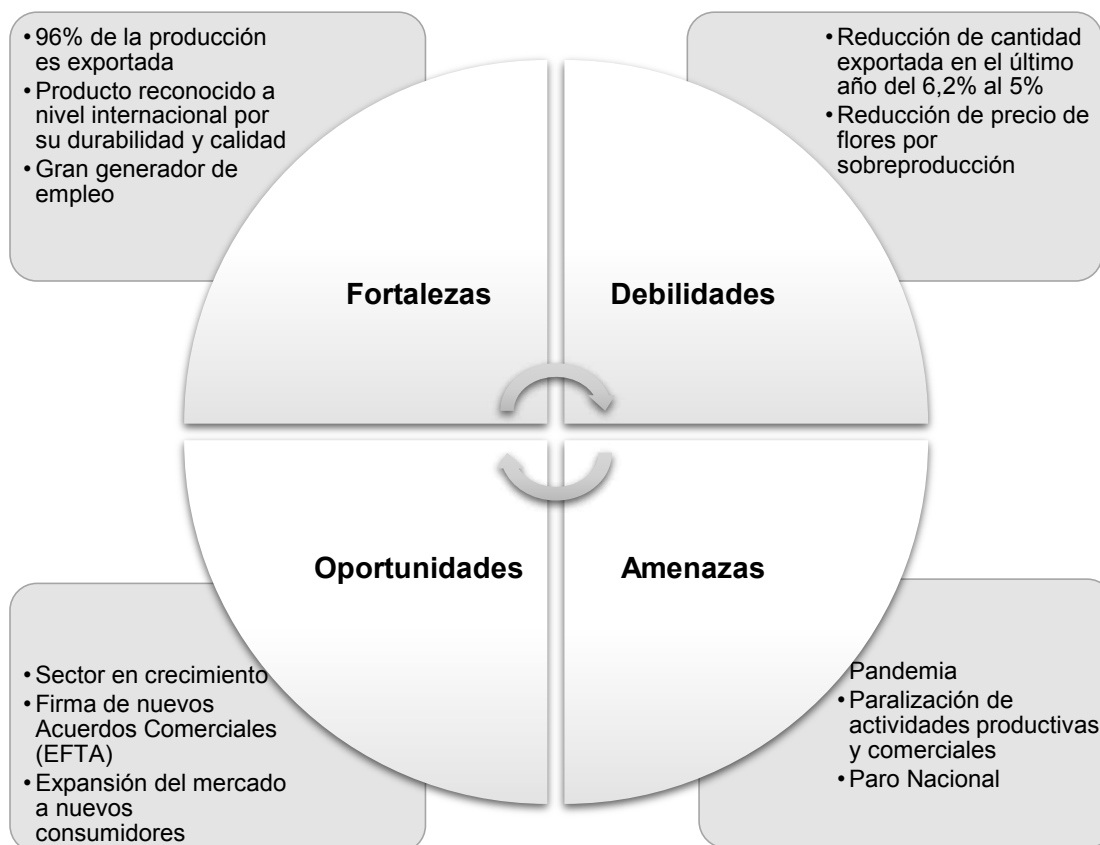 • 96% de la producción
es exportada
• Producto reconocido a
nivel internacional por
su durabilidad y calidad
• Gran generador de
empleo
• Reducción de cantidad
exportada en el último
año del 6,2% al 5%
• Reducción de precio de
flores por
sobreproducción
Fortalezas
Debilidades
Oportunidades
Amenazas
• Sector en crecimiento
• Firma de nuevos
Acuerdos Comerciales
(EFTA)
• Expansión del mercado
a nuevos
consumidores
Pandemia
• Paralización de
actividades productivas
y comerciales
• Paro Nacional